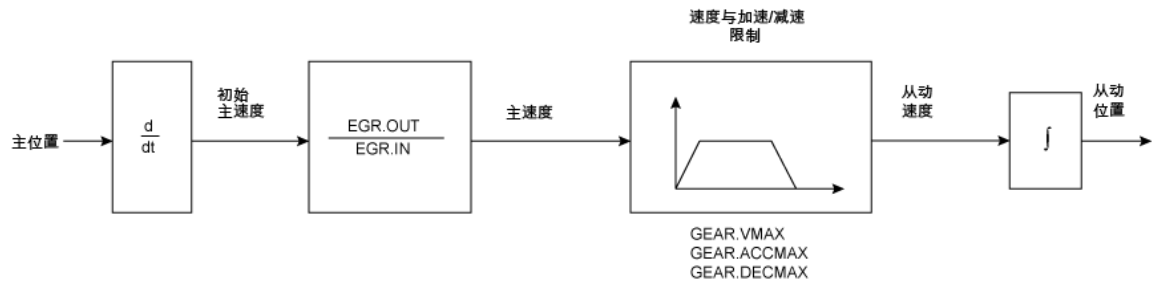 速度与加速/减速
限制
主位置
d
dt
初始
主速度
EGR.OUT
EGR.IN
主速度
从动
速度
∫
从动
位置
GEAR.VMAX
GEAR.ACCMAX
GEAR.DECMAX